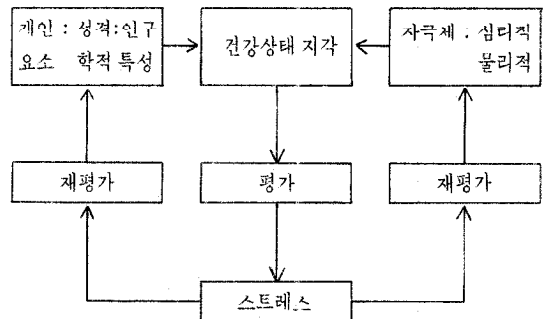 개인 : 성격:인구
요소 학적 특성
건강상태 지각
자극제 : 심리적
물리적
재평가
평가
재평가
스트레스